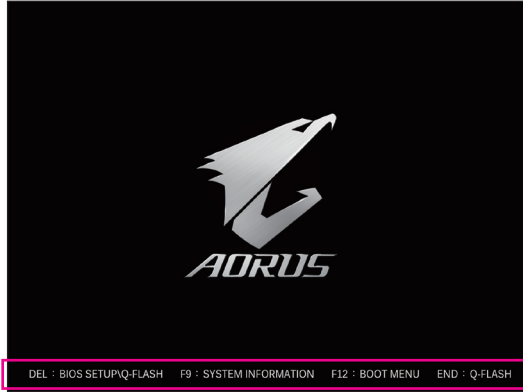 AORUS
DEL : BIOS SETUP\Q-FLASH F9 : SYSTEM INFORMATION F12 : BOOT MENU END : Q-FLASH